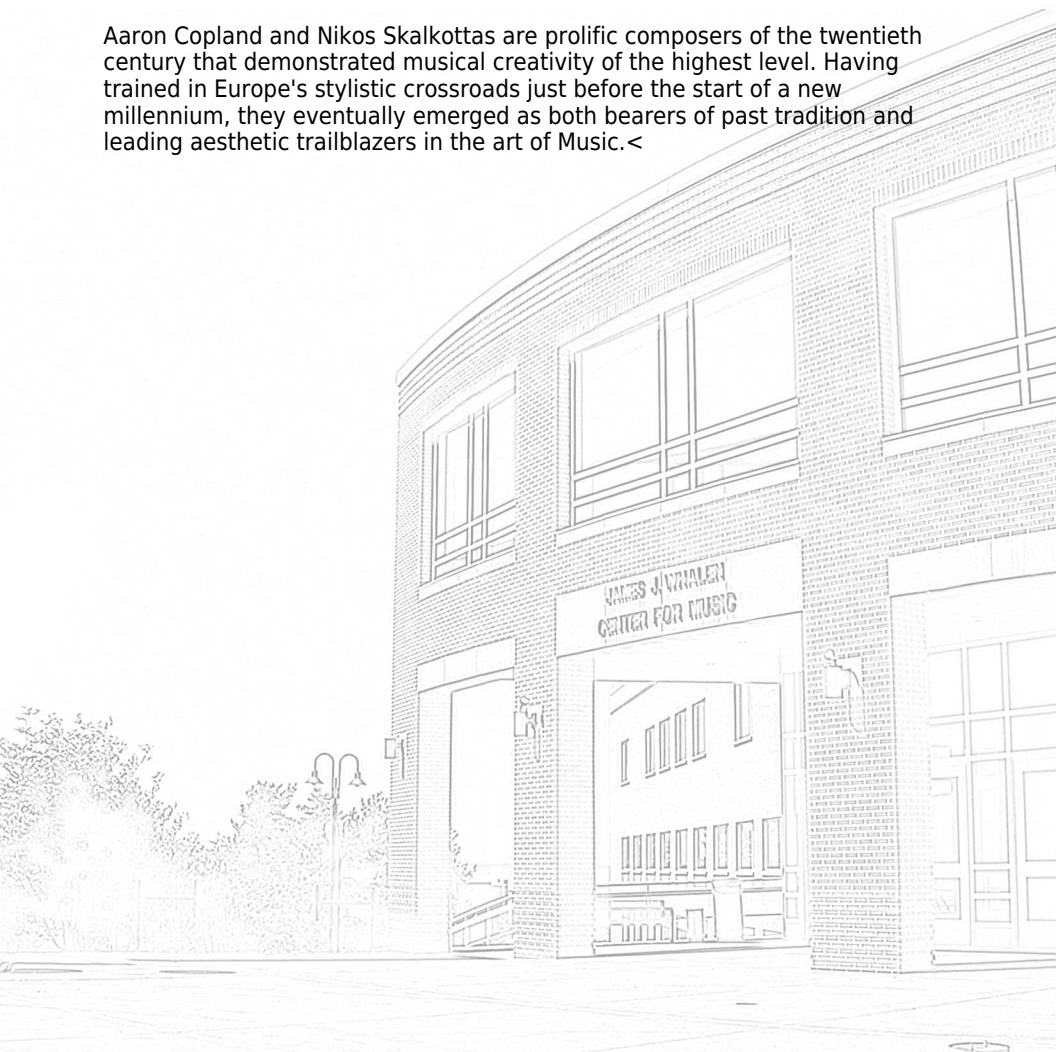 Aaron Copland and Nikos Skalkottas are prolific composers of the twentieth
century that demonstrated musical creativity of the highest level. Having
trained in Europe's stylistic crossroads just before the start of a new
millennium, they eventually emerged as both bearers of past tradition and
leading aesthetic trailblazers in the art of Music.<
JAMES J. WHALEN
CENTER FOR MUSIC